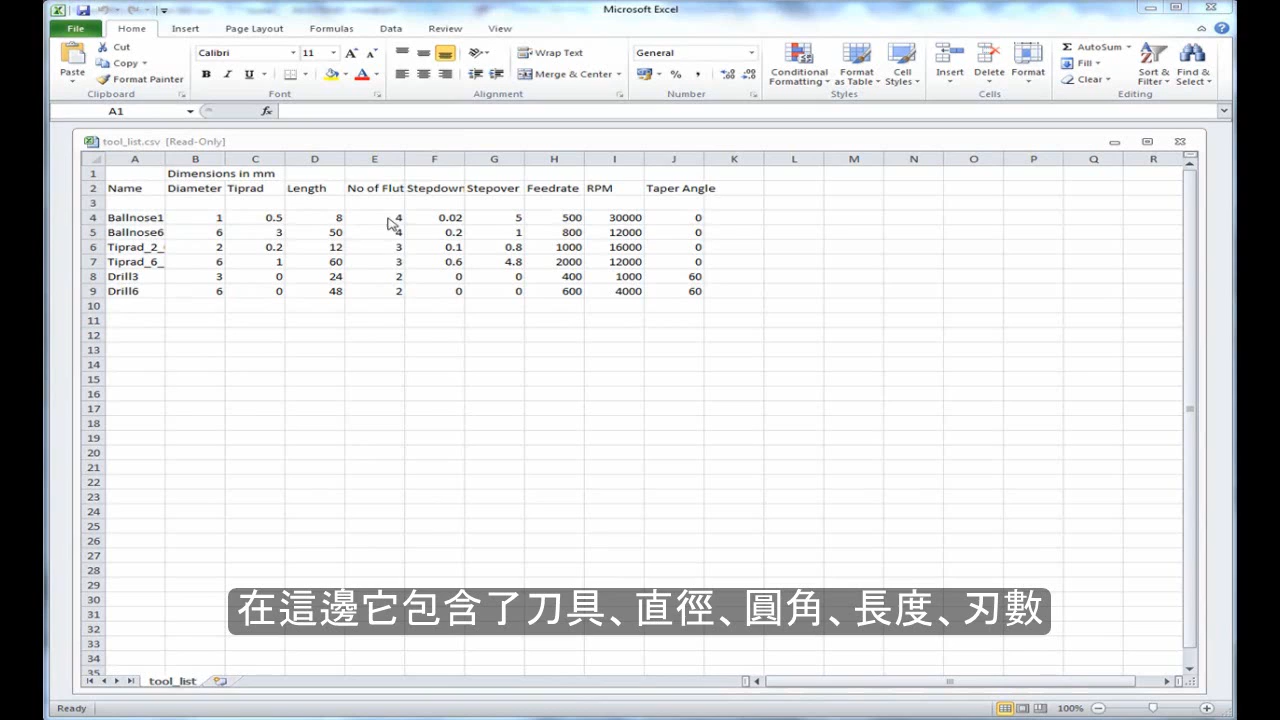 Microsoft Excel
File Home Insert Page Layout Formulas Data Review View
Paste Cut Copy Format Painter Clipboard
Calibri 11 B I U Font
Wrap Text Merge & Center Alignment
General % , Number
Conditional Formatting Format as Table Cell Styles Styles
Insert Delete Format Cells
Σ AutoSum Fill Clear Sort & Filter Find & Select Editing
A1 fx
tool_list.csv [Read-Only]
A B C D E F G H I J K L M N O P Q R
1 Dimensions in mm
2 Name Diameter Tiprad Length No of Flut Stepdown Stepover Feedrate RPM Taper Angle
3
4 Ballnose1 1 0.5 8 4 0.02 5 500 30000 0
5 Ballnose6 6 3 50 4 0.2 1 800 12000 0
6 Tiprad_2_ 2 0.2 12 3 0.1 0.8 1000 16000 0
7 Tiprad_6_ 6 1 60 3 0.6 4.8 2000 12000 0
8 Drill3 3 0 24 2 0 0 400 1000 60
9 Drill6 6 0 48 2 0 0 600 4000 60
10
11
12
13
14
15
16
17
18
19
20
21
22
23
24
25
26
27
28
29
30
31
32
33
34
35
在這邊它包含了刀具、直徑、圓角、長度、刃數
tool_list
Ready 100%